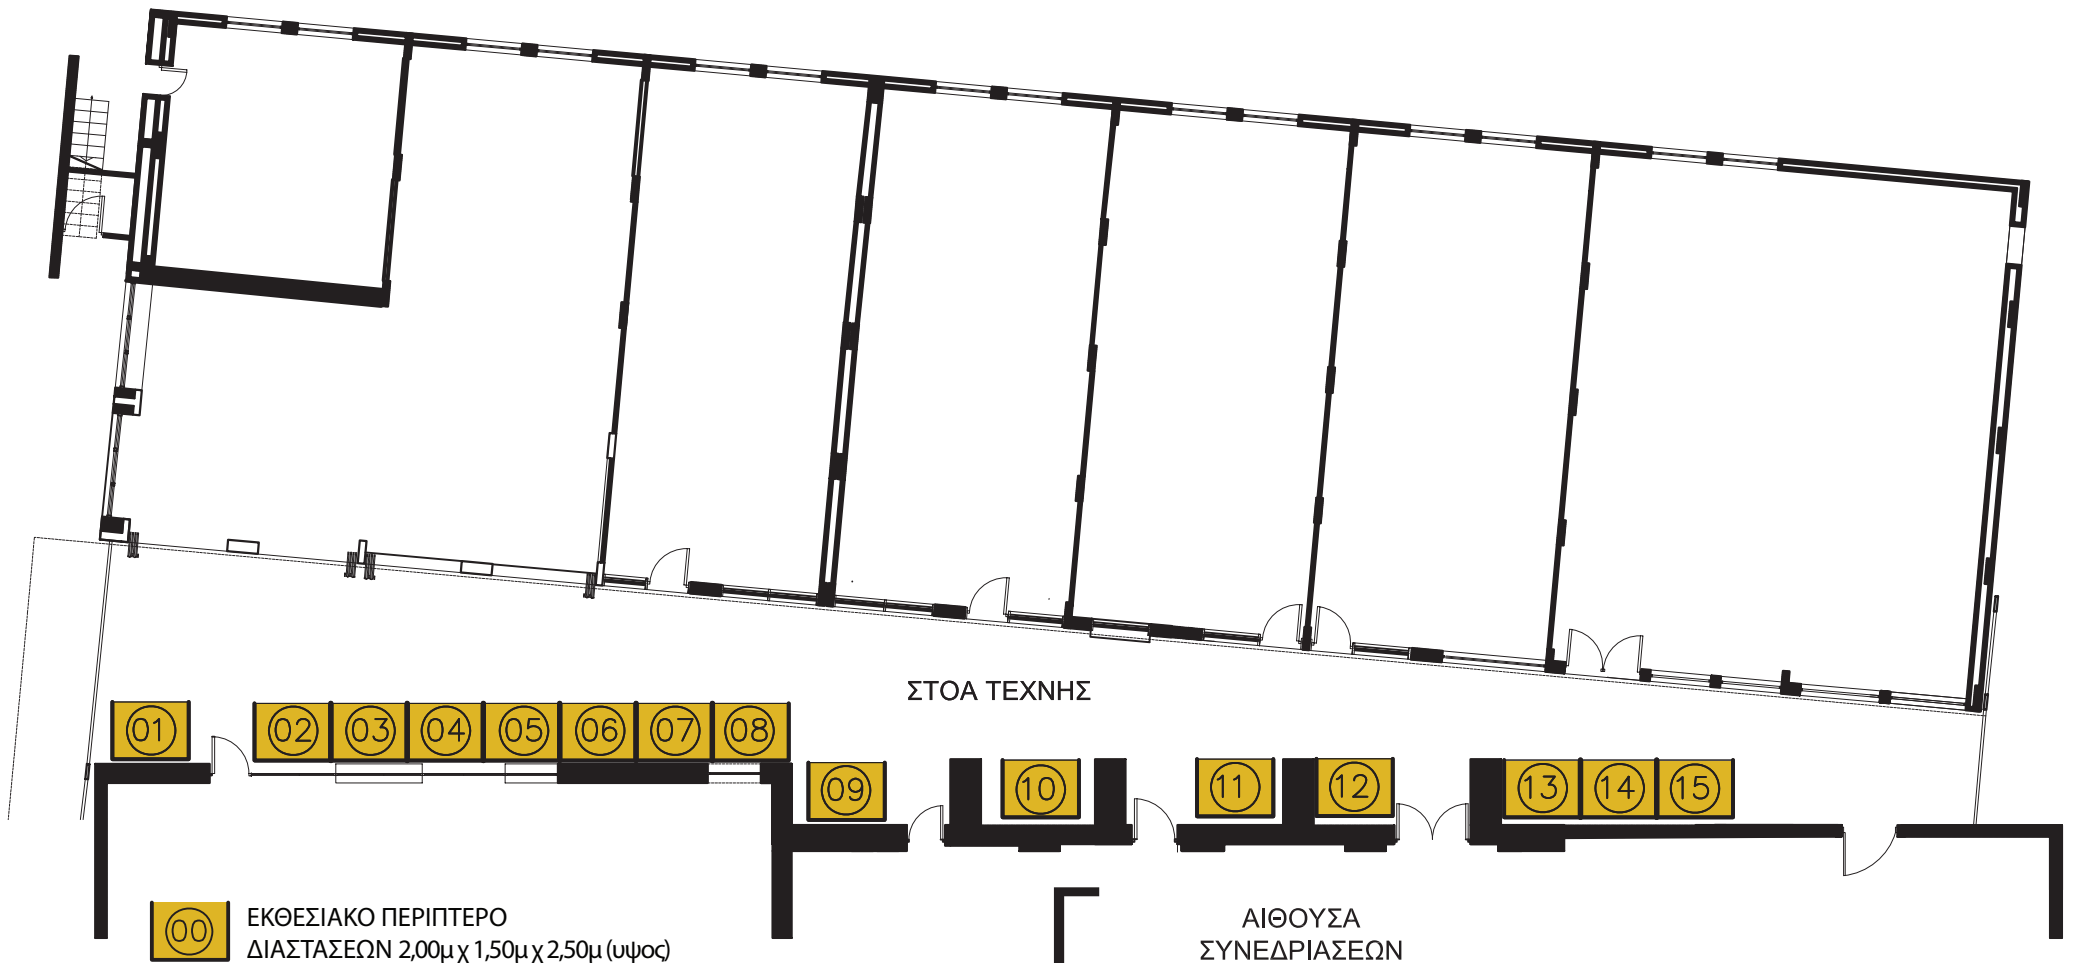 ΣΤΟΑ ΤΕΧΝΗΣ
01 02 03 04 05 06 07 08
09 10 11 12 13 14 15
00
ΕΚΘΕΣΙΑΚΟ ΠΕΡΙΠΤΕΡΟ
ΔΙΑΣΤΑΣΕΩΝ 2,00μ χ 1,50μ χ 2,50μ (υψος)
ΑΙΘΟΥΣΑ
ΣΥΝΕΔΡΙΑΣΕΩΝ